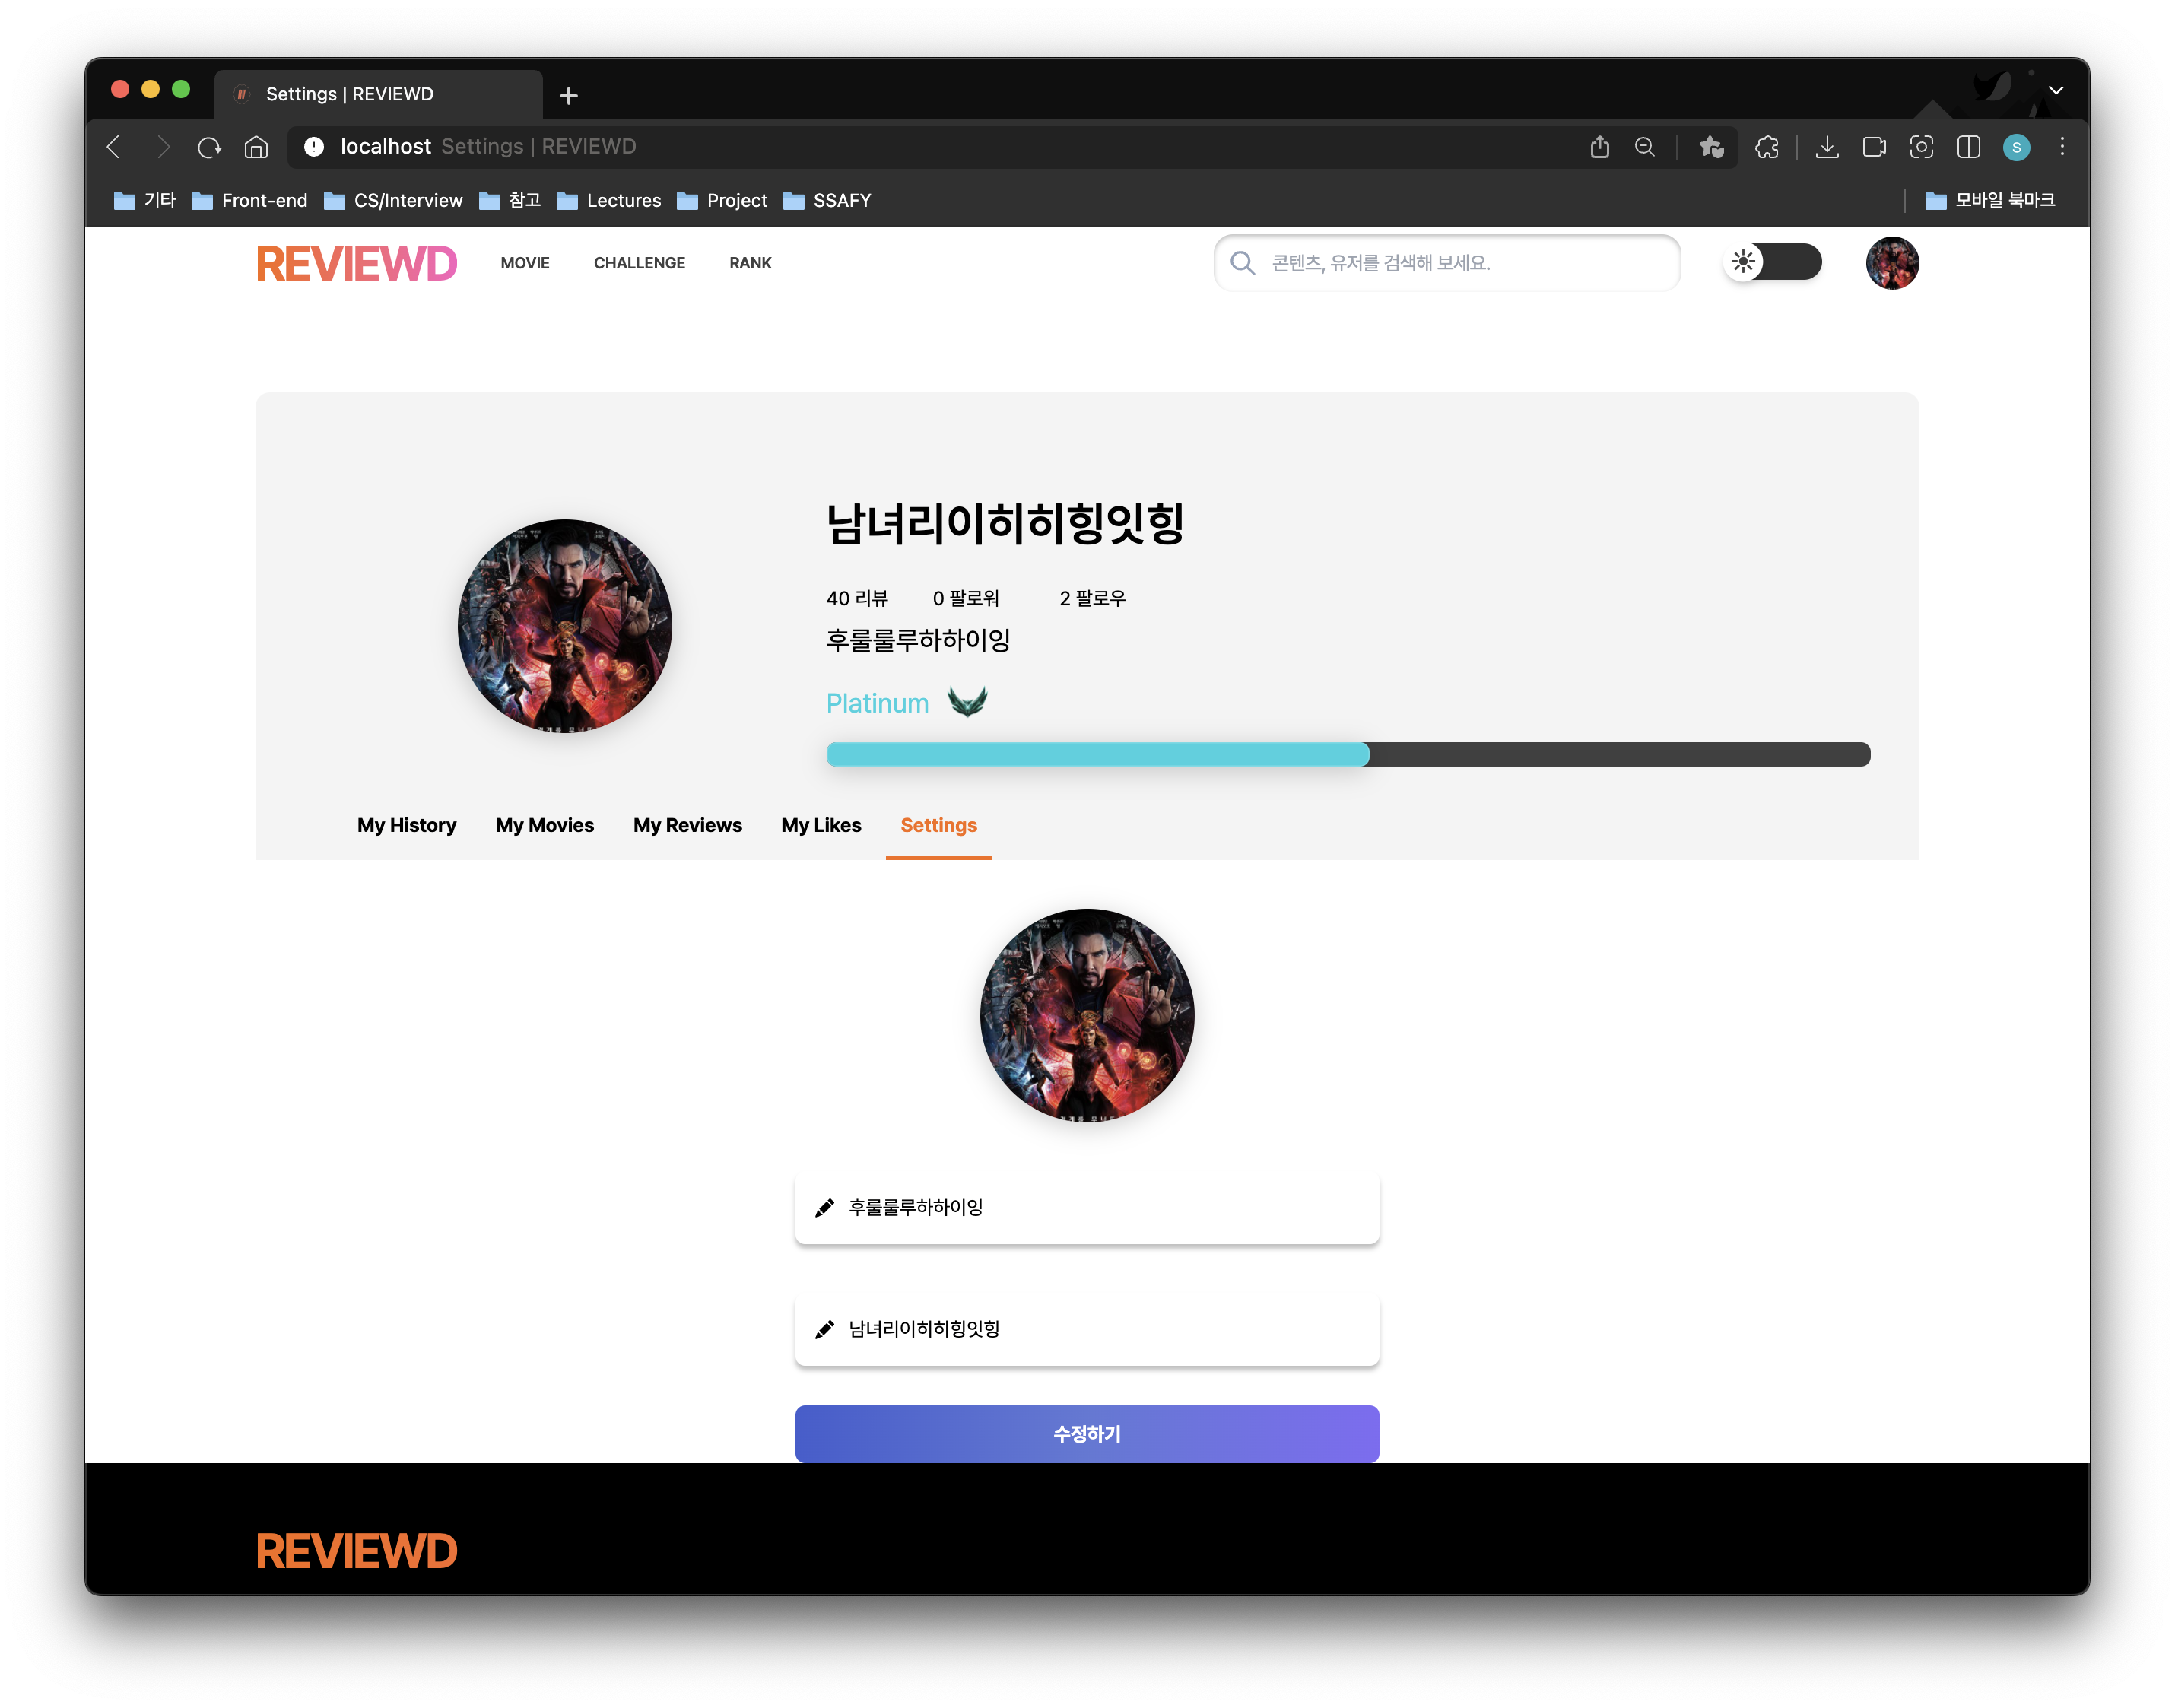 Settings | REVIEWD
localhost Settings | REVIEWD
S
기타 Front-end CS/Interview 참고 Lectures Project SSAFY 모바일 북마크
REVIEWD MOVIE CHALLENGE RANK 콘텐츠, 유저를 검색해 보세요.
남녀리이히히힝잇힝
40 리뷰 0 팔로워 2 팔로우
후룰룰루하하이잉
Platinum
My History My Movies My Reviews My Likes Settings
후룰룰루하하이잉
남녀리이히히힝잇힝
수정하기
REVIEWD